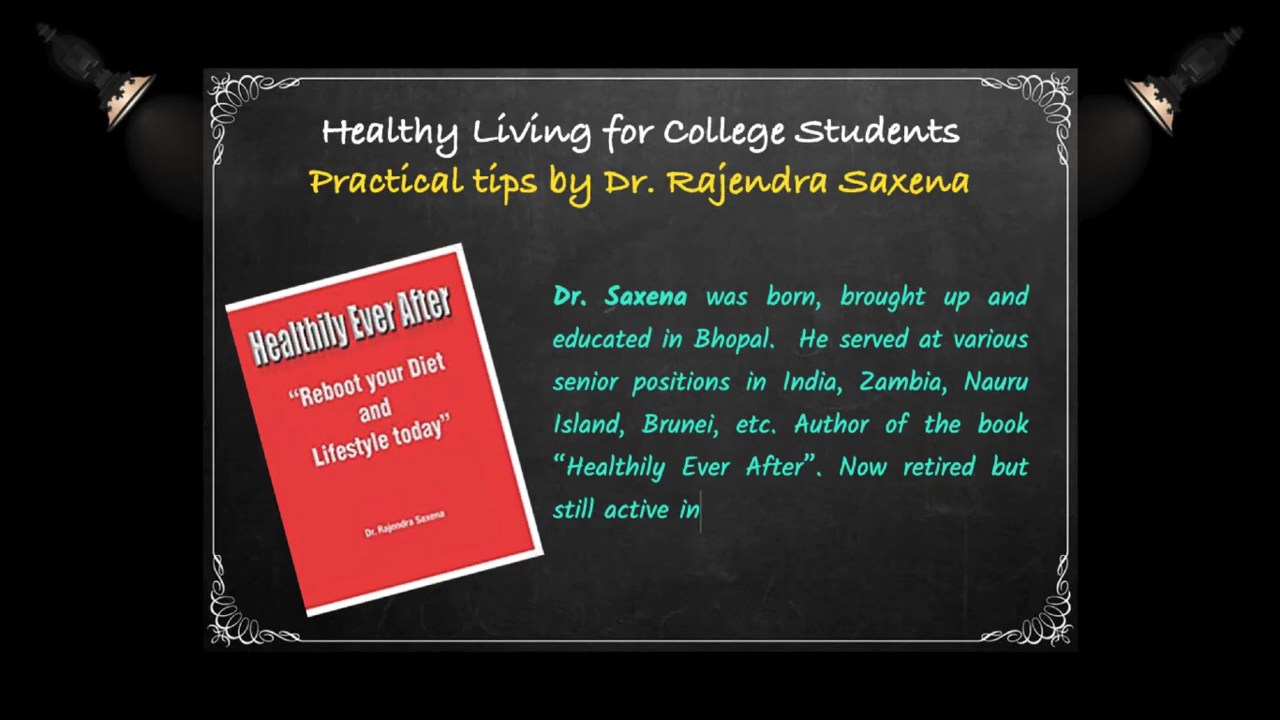 Healthy Living for College Students
Practical tips by Dr. Rajendra Saxena
Healthily Ever After
“Reboot your Diet
and
Lifestyle today”
Dr. Rajendra Saxena
Dr. Saxena was born, brought up and
educated in Bhopal. He served at various
senior positions in India, Zambia, Nauru
Island, Brunei, etc. Author of the book
“Healthily Ever After”. Now retired but
still active in